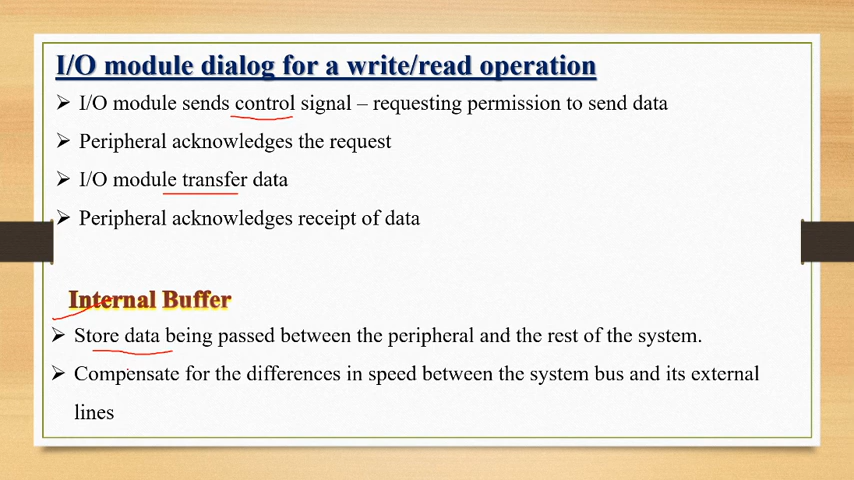 I/O module dialog for a write/read operation
➢ I/O module sends control signal – requesting permission to send data
➢ Peripheral acknowledges the request
➢ I/O module transfer data
➢ Peripheral acknowledges receipt of data
Internal Buffer
➢ Store data being passed between the peripheral and the rest of the system.
➢ Compensate for the differences in speed between the system bus and its external
lines